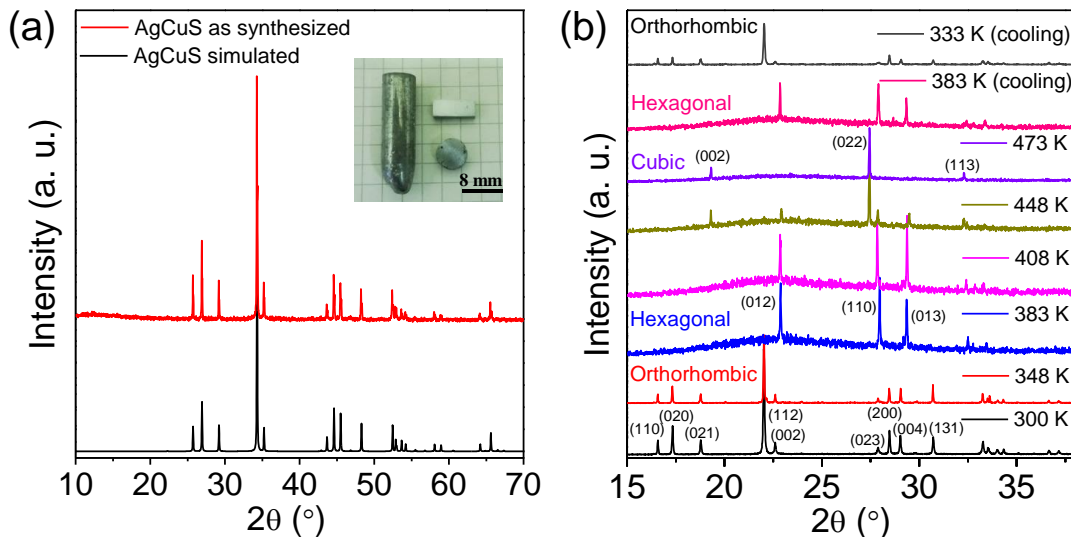 (a)
AgCuS as synthesized
AgCuS simulated
8 mm
Intensity (a. u.)
10 20 30 40 50 60 70
2θ (°)
(b)
Orthorhombic
333 K (cooling)
383 K (cooling)
Hexagonal
473 K
(002)
(022)
(113)
Cubic
448 K
408 K
(012)
(110)
(013)
Hexagonal
383 K
Orthorhombic
348 K
(110)
(020)
(021)
(112)
(002)
(023)
(200)
(004)
(131)
300 K
Intensity (a. u.)
15 20 25 30 35
2θ (°)